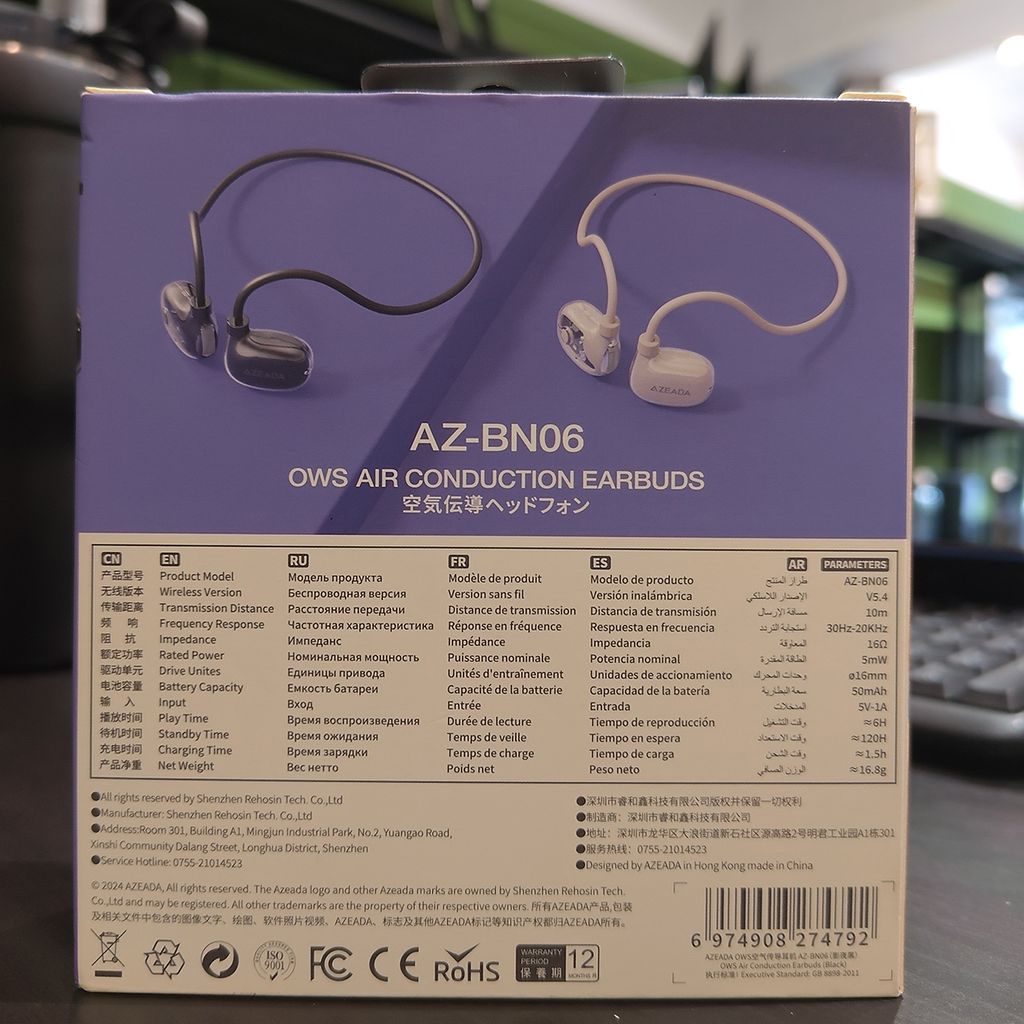 AZEADA
AZEADA
AZ-BN06
OWS AIR CONDUCTION EARBUDS
空気伝導ヘッドフォン
CN EN RU FR ES AR PARAMETERS
产品型号 Product Model Модель продукта Modèle de produit Modelo de producto طراز المنتج AZ-BN06
无线版本 Wireless Version Беспроводная версия Version sans fil Versión inalámbrica الإصدار اللاسلكي V5.4
传输距离 Transmission Distance Расстояние передачи Distance de transmission Distancia de transmisión مسافة الإرسال 10m
频 响 Frequency Response Частотная характеристика Réponse en fréquence Respuesta en frecuencia استجابة التردد 30Hz-20KHz
阻 抗 Impedance Импеданс Impédance Impedancia المعاوقة 16Ω
额定功率 Rated Power Номинальная мощность Puissance nominale Potencia nominal الطاقة المقدرة 5mW
驱动单元 Drive Unites Единицы привода Unités d'entraînement Unidades de accionamiento وحدات المحرك ø16mm
电池容量 Battery Capacity Емкость батареи Capacité de la batterie Capacidad de la batería سعة البطارية 50mAh
输 入 Input Вход Entrée Entrada المدخلات 5V-1A
播放时间 Play Time Время воспроизведения Durée de lecture Tiempo de reproducción وقت التشغيل ≈6H
待机时间 Standby Time Время ожидания Temps de veille Tiempo en espera وقت الاستعداد ≈120H
充电时间 Charging Time Время зарядки Temps de charge Tiempo de carga وقت الشحن ≈1.5h
产品净重 Net Weight Вес нетто Poids net Peso neto الوزن الصافي ≈16.8g
●All rights reserved by Shenzhen Rehosin Tech. Co.,Ltd
●Manufacturer: Shenzhen Rehosin Tech. Co.,Ltd
●Address:Room 301, Building A1, Mingjun Industrial Park, No.2, Yuangao Road,
Xinshi Community Dalang Street, Longhua District, Shenzhen
●Service Hotline: 0755-21014523
●深圳市睿和鑫科技有限公司版权并保留一切权利
●制造商：深圳市睿和鑫科技有限公司
●地址：深圳市龙华区大浪街道新石社区源高路2号明君工业园A1栋301
●服务热线：0755-21014523
●Designed by AZEADA in Hong Kong made in China
© 2024 AZEADA, All rights reserved. The Azeada logo and other Azeada marks are owned by Shenzhen Rehosin Tech.
Co.,Ltd and may be registered. All other trademarks are the property of their respective owners. 所有AZEADA产品,包装
及相关文件中包含的图像文字、绘图、软件照片视频、AZEADA、标志及其他AZEADA标记等知识产权都归AZEADA所有。
ISO
9001
FC CE RoHS
WARRANTY
PERIOD
保養期
12
MONTHS 月
6 974908 274792
AZEADA OWS空气传导耳机 AZ-BN06 (影夜黑)
OWS Air Conduction Earbuds (Black)
执行标准：Executive Standard: GB 8898-2011